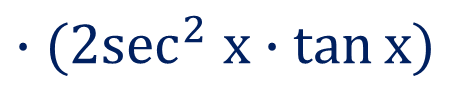 · (2sec² x · tan x)